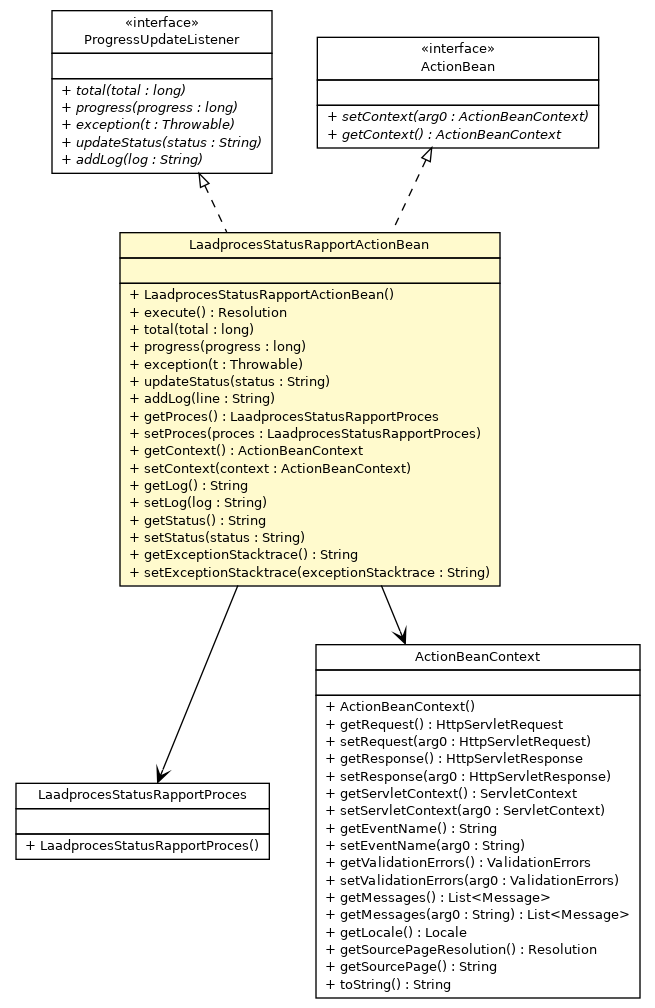 «interface»
ProgressUpdateListener
+ total(total : long)
+ progress(progress : long)
+ exception(t : Throwable)
+ updateStatus(status : String)
+ addLog(log : String)
«interface»
ActionBean
+ setContext(arg0 : ActionBeanContext)
+ getContext() : ActionBeanContext
LaadprocesStatusRapportActionBean
+ LaadprocesStatusRapportActionBean()
+ execute() : Resolution
+ total(total : long)
+ progress(progress : long)
+ exception(t : Throwable)
+ updateStatus(status : String)
+ addLog(line : String)
+ getProces() : LaadprocesStatusRapportProces
+ setProces(proces : LaadprocesStatusRapportProces)
+ getContext() : ActionBeanContext
+ setContext(context : ActionBeanContext)
+ getLog() : String
+ setLog(log : String)
+ getStatus() : String
+ setStatus(status : String)
+ getExceptionStacktrace() : String
+ setExceptionStacktrace(exceptionStacktrace : String)
ActionBeanContext
+ ActionBeanContext()
+ getRequest() : HttpServletRequest
+ setRequest(arg0 : HttpServletRequest)
+ getResponse() : HttpServletResponse
+ setResponse(arg0 : HttpServletResponse)
+ getServletContext() : ServletContext
+ setServletContext(arg0 : ServletContext)
+ getEventName() : String
+ setEventName(arg0 : String)
+ getValidationErrors() : ValidationErrors
+ setValidationErrors(arg0 : ValidationErrors)
+ getMessages() : List<Message>
+ getMessages(arg0 : String) : List<Message>
+ getLocale() : Locale
+ getSourcePageResolution() : Resolution
+ getSourcePage() : String
+ toString() : String
LaadprocesStatusRapportProces
+ LaadprocesStatusRapportProces()